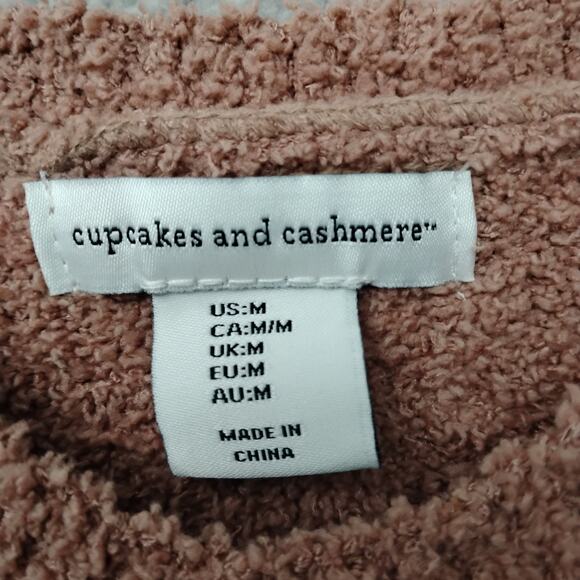 cupcakes and cashmere™
US:M
CA:M/M
UK:M
EU:M
AU:M
MADE IN
CHINA